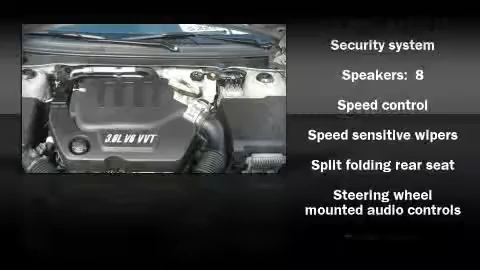 3.6L V6 VVT
Security system
Speakers: 8
Speed control
Speed sensitive wipers
Split folding rear seat
Steering wheel
mounted audio controls